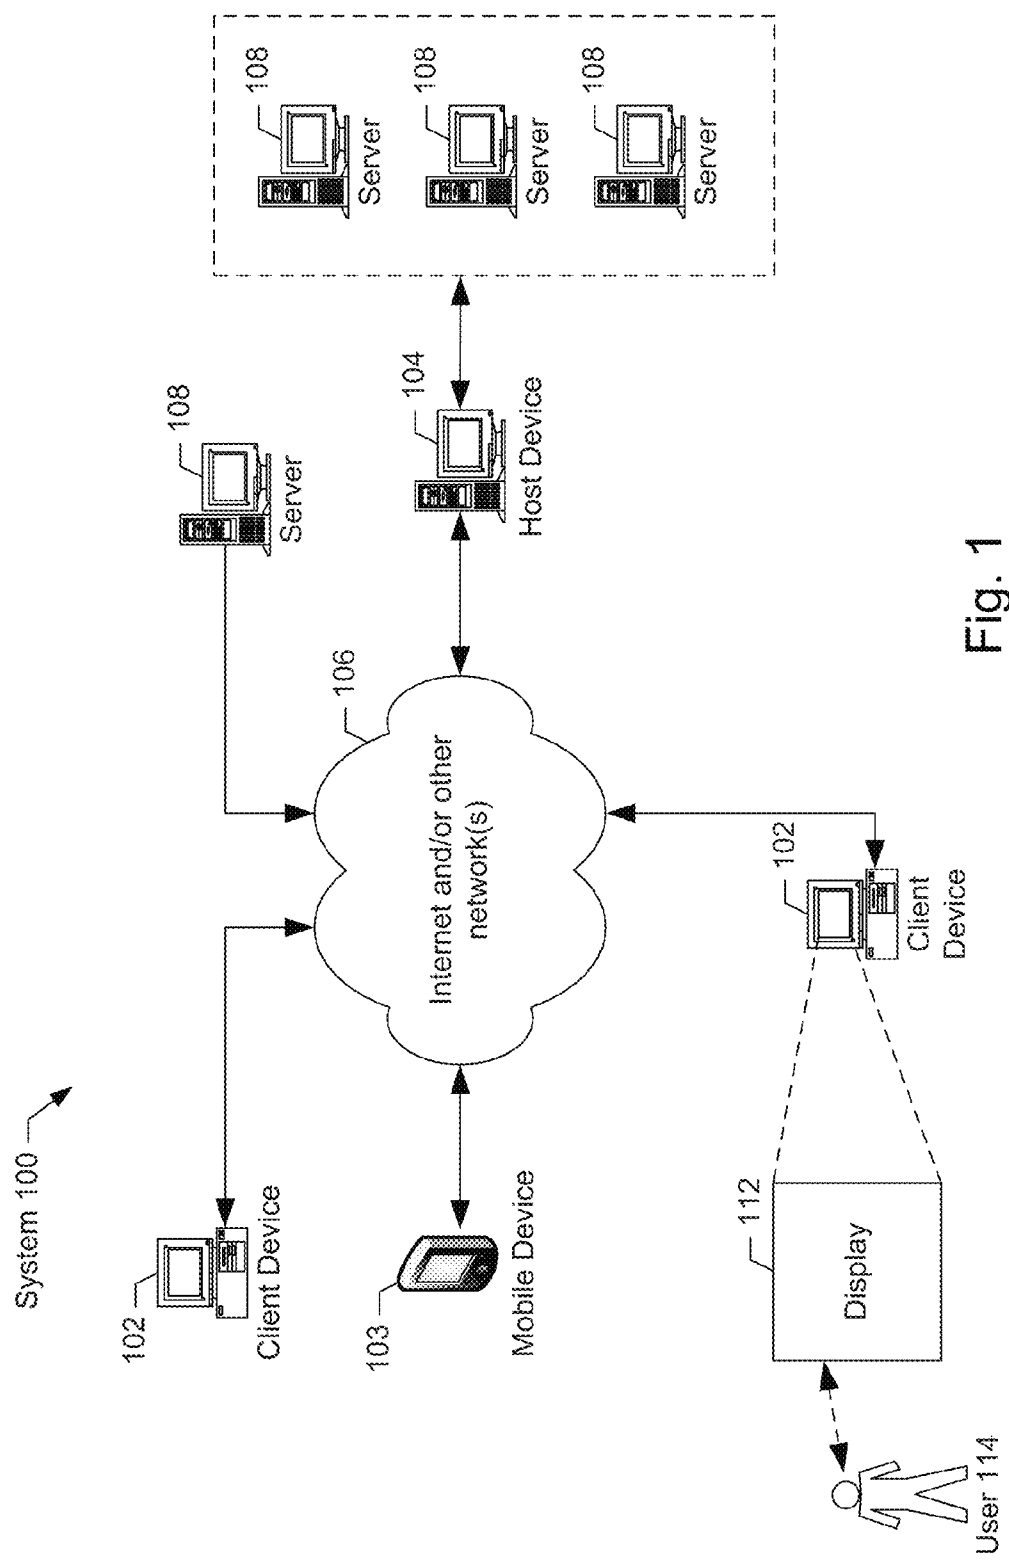 System 100
102
Client Device
108
Server
103
Mobile Device
106
Internet and/or other
network(s)
104
Host Device
108
Server
108
Server
108
Server
User 114
112
Display
102
Client
Device
Fig. 1